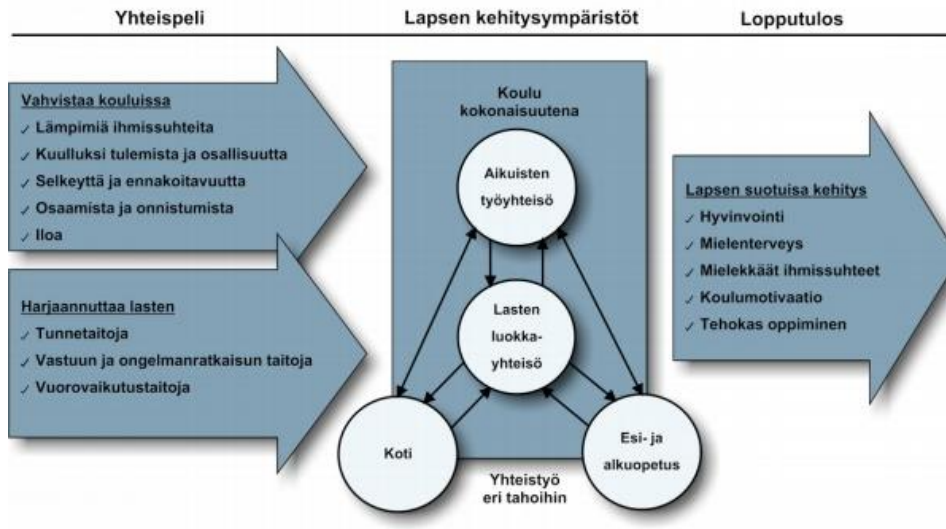 Yhteispeli
Lapsen kehitysympäristöt
Lopputulos
Vahvistaa kouluissa
✓ Lämpimiä ihmissuhteita
✓ Kuulluksi tulemista ja osallisuutta
✓ Selkeyttä ja ennakoitavuutta
✓ Osaamista ja onnistumista
✓ Iloa
Harjaannuttaa lasten
✓ Tunnetaitoja
✓ Vastuun ja ongelmanratkaisun taitoja
✓ Vuorovaikutustaitoja
Koulu
kokonaisuutena
Aikuisten
työyhteisö
Lasten
luokka-
yhteisö
Koti
Esi- ja
alkuopetus
Yhteistyö
eri tahoihin
Lapsen suotuisa kehitys
✓ Hyvinvointi
✓ Mielenterveys
✓ Mielekkäät ihmissuhteet
✓ Koulumotivaatio
✓ Tehokas oppiminen